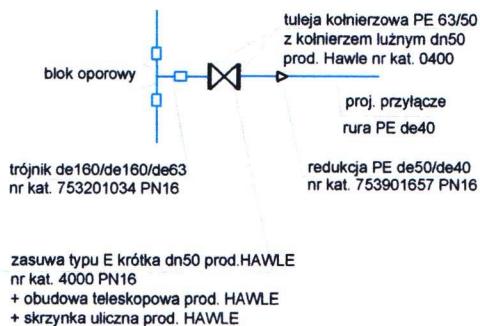 tuleja kołnierzowa PE 63/50
z kołnierzem luźnym dn50
prod. Hawle nr kat. 0400
blok oporowy
proj. przyłącze
rura PE de40
trójnik de160/de160/de63
nr kat. 753201034 PN16
redukcja PE de50/de40
nr kat. 753901657 PN16
zasuwa typu E krótka dn50 prod.HAWLE
nr kat. 4000 PN16
+ obudowa teleskopowa prod. HAWLE
+ skrzynka uliczna prod. HAWLE